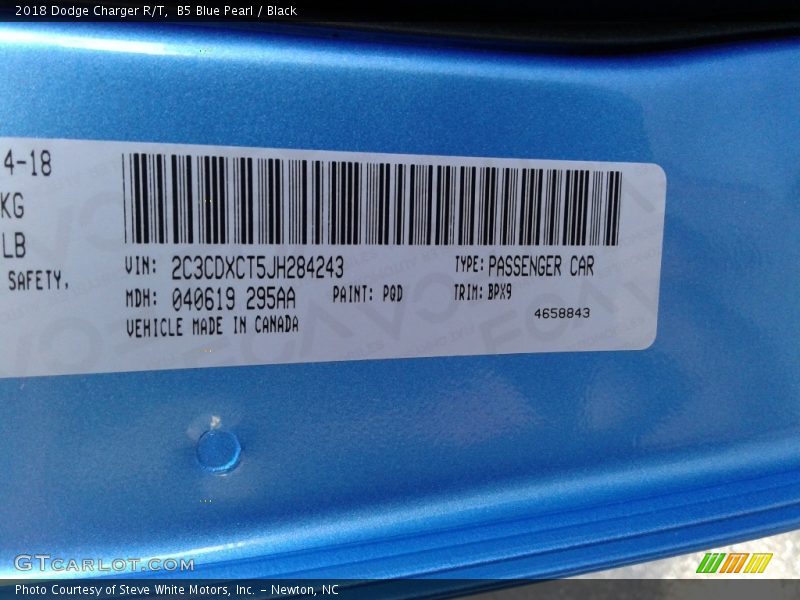 2018 Dodge Charger R/T, B5 Blue Pearl / Black
4-18
KG
LB
SAFETY.
VIN: 2C3CDXCT5JH284243
TYPE: PASSENGER CAR
MDH: 040619 295AA
PAINT: PQD
TRIM: BPX9
4658843
VEHICLE MADE IN CANADA
GTCARLOT.COM
Photo Courtesy of Steve White Motors, Inc. – Newton, NC